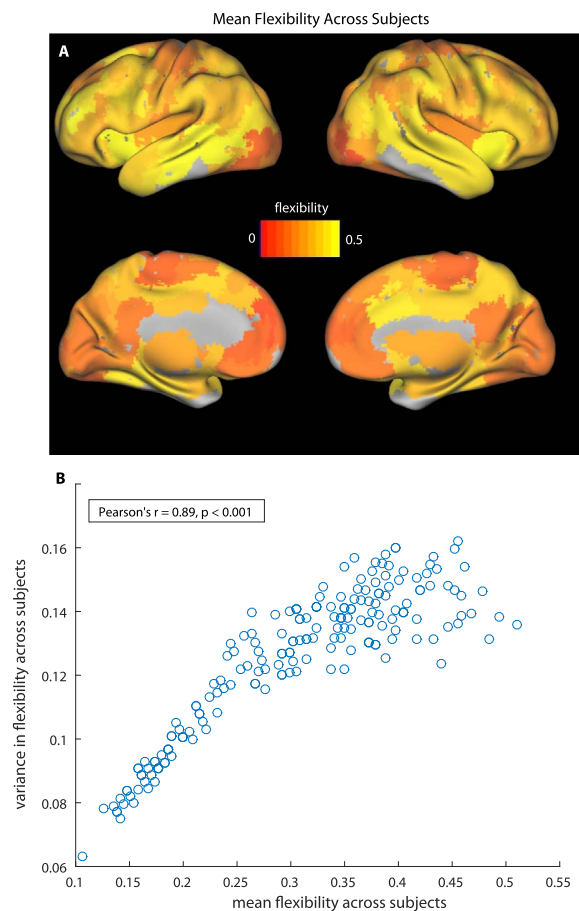 Mean Flexibility Across Subjects
A
flexibility
0
0.5
B
Pearson's r = 0.89, p < 0.001
variance in flexibility across subjects
0.16
0.14
0.12
0.1
0.08
0.06
0.1 0.15 0.2 0.25 0.3 0.35 0.4 0.45 0.5 0.55
mean flexibility across subjects